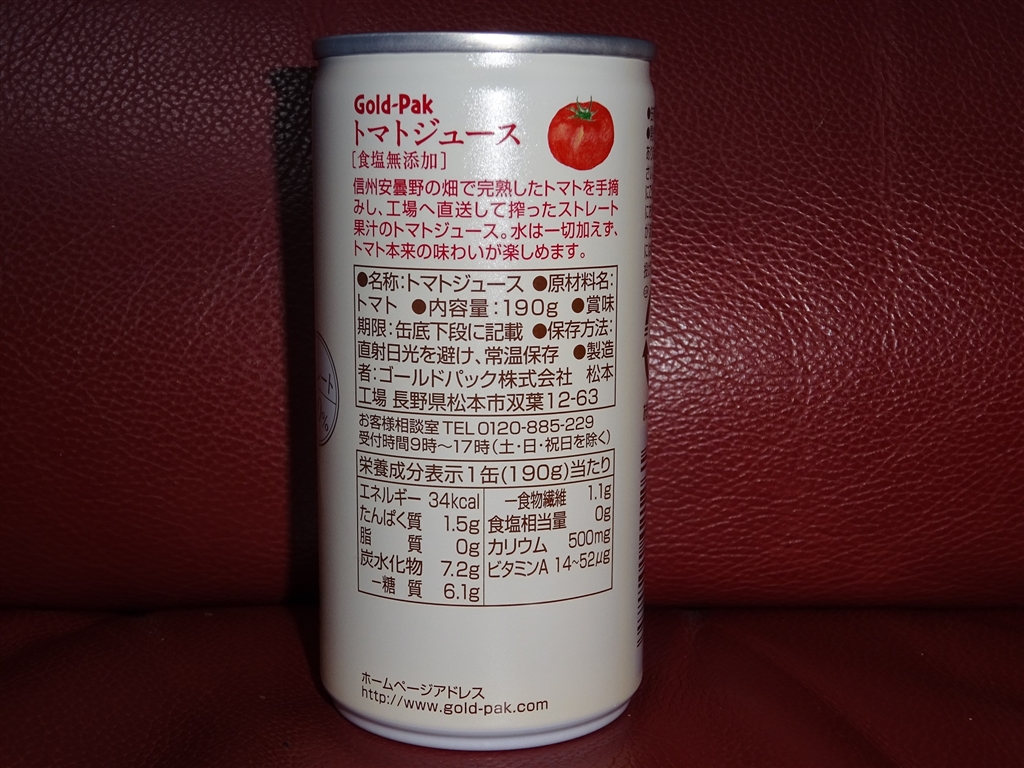 Gold-Pak
トマトジュース
[食塩無添加]
信州安曇野の畑で完熟したトマトを手摘
みし、工場へ直送して搾ったストレート
果汁のトマトジュース。水は一切加えず、
トマト本来の味わいが楽しめます。
●名称:トマトジュース ●原材料名:
トマト ●内容量:190g ●賞味
期限:缶底下段に記載 ●保存方法:
直射日光を避け、常温保存 ●製造
者:ゴールドパック株式会社 松本
工場 長野県松本市双葉12-63
お客様相談室 TEL 0120-885-229
受付時間9時~17時(土・日・祝日を除く)
栄養成分表示1缶(190g)当たり
エネルギー 34kcal
たんぱく質 1.5g
脂質 0g
炭水化物 7.2g
-糖質 6.1g
-食物繊維 1.1g
食塩相当量 0g
カリウム 500mg
ビタミンA 14~52μg
ート
%
ホームページアドレス
http://www.gold-pak.com